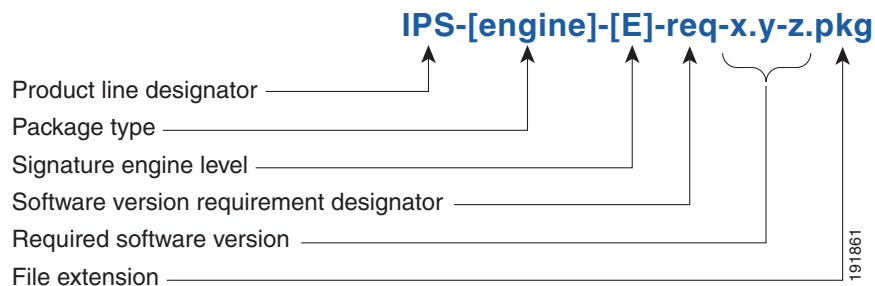 IPS-[engine]-[E]-req-x.y-z.pkg
Product line designator
Package type
Signature engine level
Software version requirement designator
Required software version
File extension
191861